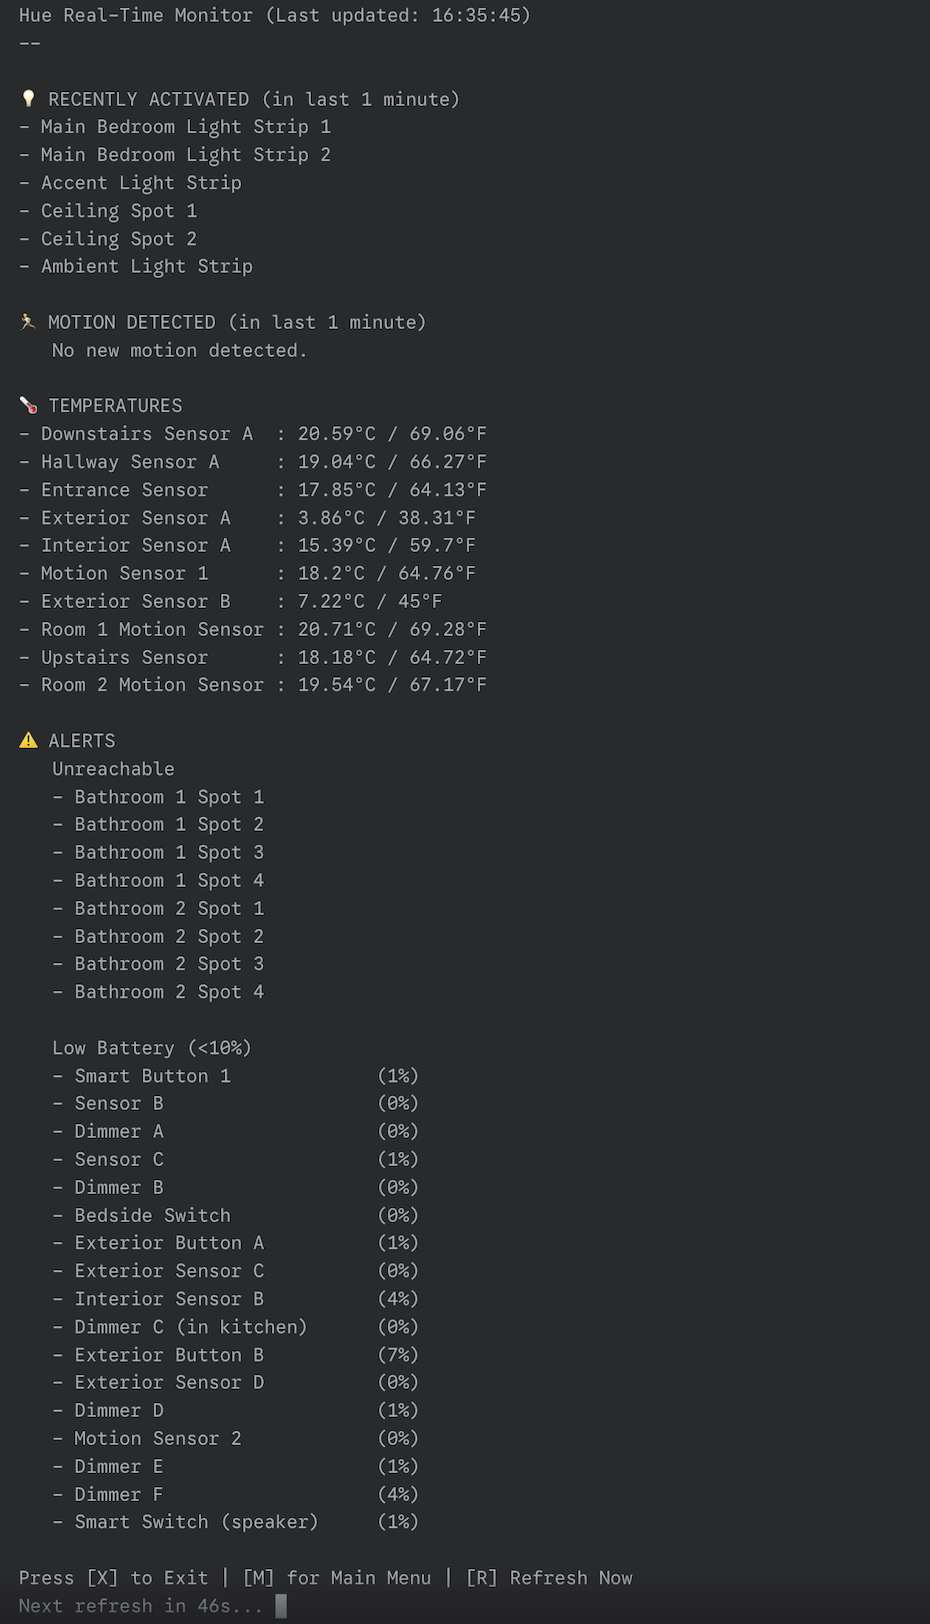 Hue Real-Time Monitor (Last updated: 16:35:45)
--
💡 RECENTLY ACTIVATED (in last 1 minute)
- Main Bedroom Light Strip 1
- Main Bedroom Light Strip 2
- Accent Light Strip
- Ceiling Spot 1
- Ceiling Spot 2
- Ambient Light Strip
🏃 MOTION DETECTED (in last 1 minute)
No new motion detected.
🌡 TEMPERATURES
- Downstairs Sensor A  : 20.59°C / 69.06°F
- Hallway Sensor A     : 19.04°C / 66.27°F
- Entrance Sensor      : 17.85°C / 64.13°F
- Exterior Sensor A    : 3.86°C / 38.31°F
- Interior Sensor A    : 15.39°C / 59.7°F
- Motion Sensor 1      : 18.2°C / 64.76°F
- Exterior Sensor B    : 7.22°C / 45°F
- Room 1 Motion Sensor : 20.71°C / 69.28°F
- Upstairs Sensor      : 18.18°C / 64.72°F
- Room 2 Motion Sensor : 19.54°C / 67.17°F
⚠️ ALERTS
Unreachable
- Bathroom 1 Spot 1
- Bathroom 1 Spot 2
- Bathroom 1 Spot 3
- Bathroom 1 Spot 4
- Bathroom 2 Spot 1
- Bathroom 2 Spot 2
- Bathroom 2 Spot 3
- Bathroom 2 Spot 4
Low Battery (<10%)
- Smart Button 1             (1%)
- Sensor B                   (0%)
- Dimmer A                   (0%)
- Sensor C                   (1%)
- Dimmer B                   (0%)
- Bedside Switch             (0%)
- Exterior Button A          (1%)
- Exterior Sensor C          (0%)
- Interior Sensor B          (4%)
- Dimmer C (in kitchen)      (0%)
- Exterior Button B          (7%)
- Exterior Sensor D          (0%)
- Dimmer D                   (1%)
- Motion Sensor 2            (0%)
- Dimmer E                   (1%)
- Dimmer F                   (4%)
- Smart Switch (speaker)     (1%)
Press [X] to Exit | [M] for Main Menu | [R] Refresh Now
Next refresh in 46s...